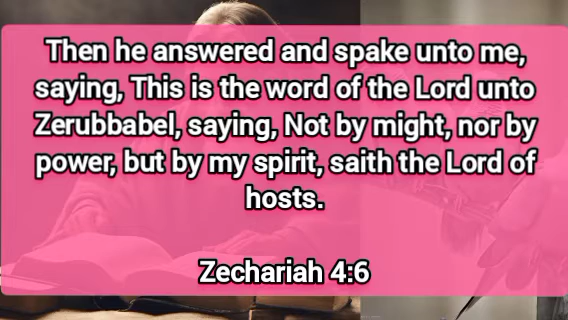 Then he answered and spake unto me,
saying, This is the word of the Lord unto
Zerubbabel, saying, Not by might, nor by
power, but by my spirit, saith the Lord of
hosts.
Zechariah 4:6